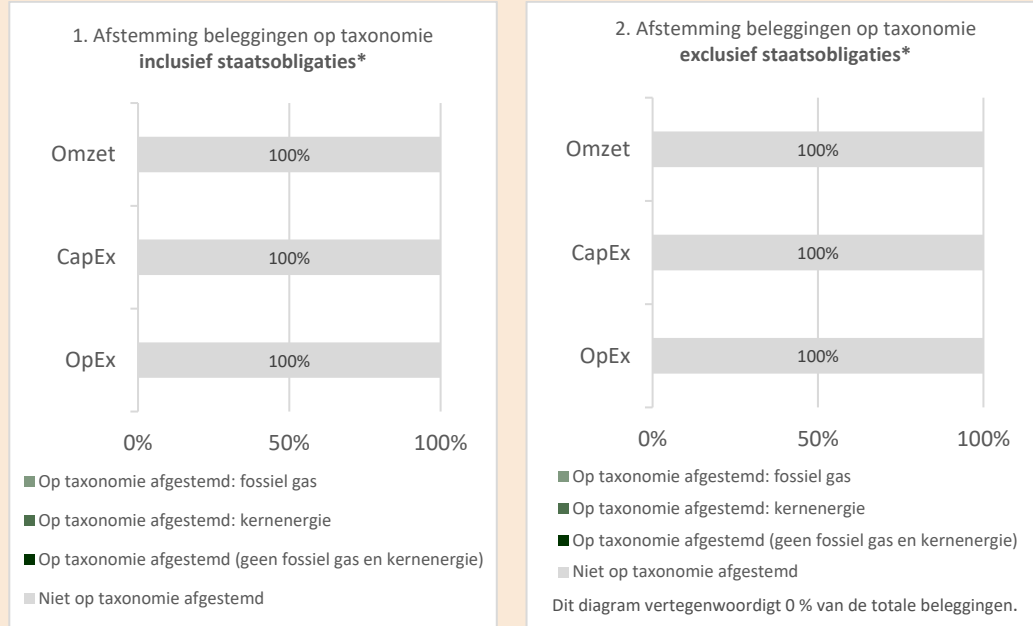 1. Afstemming beleggingen op taxonomie
inclusief staatsobligaties*
Omzet
100%
CapEx
100%
OpEx
100%
0%
50%
100%
Op taxonomie afgestemd: fossiel gas
Op taxonomie afgestemd: kernenergie
Op taxonomie afgestemd (geen fossiel gas en kernenergie)
Niet op taxonomie afgestemd
2. Afstemming beleggingen op taxonomie
exclusief staatsobligaties*
Omzet
100%
CapEx
100%
OpEx
100%
0%
50%
100%
Op taxonomie afgestemd: fossiel gas
Op taxonomie afgestemd: kernenergie
Op taxonomie afgestemd (geen fossiel gas en kernenergie)
Niet op taxonomie afgestemd
Dit diagram vertegenwoordigt 0 % van de totale beleggingen.